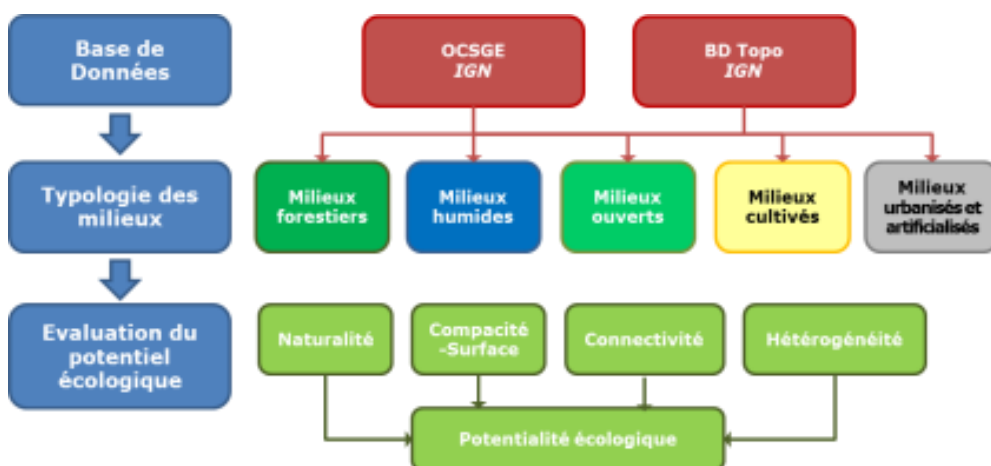 Base de
Données
OCSGE
IGN
BD Topo
IGN
Typologie des
milieux
Milieux
forestiers
Milieux
humides
Milieux
ouverts
Milieux
cultivés
Milieux
urbanisés et
artificialisés
Evaluation du
potentiel
écologique
Naturalité
Compacité
-Surface
Connectivité
Hétérogénéité
Potentialité écologique